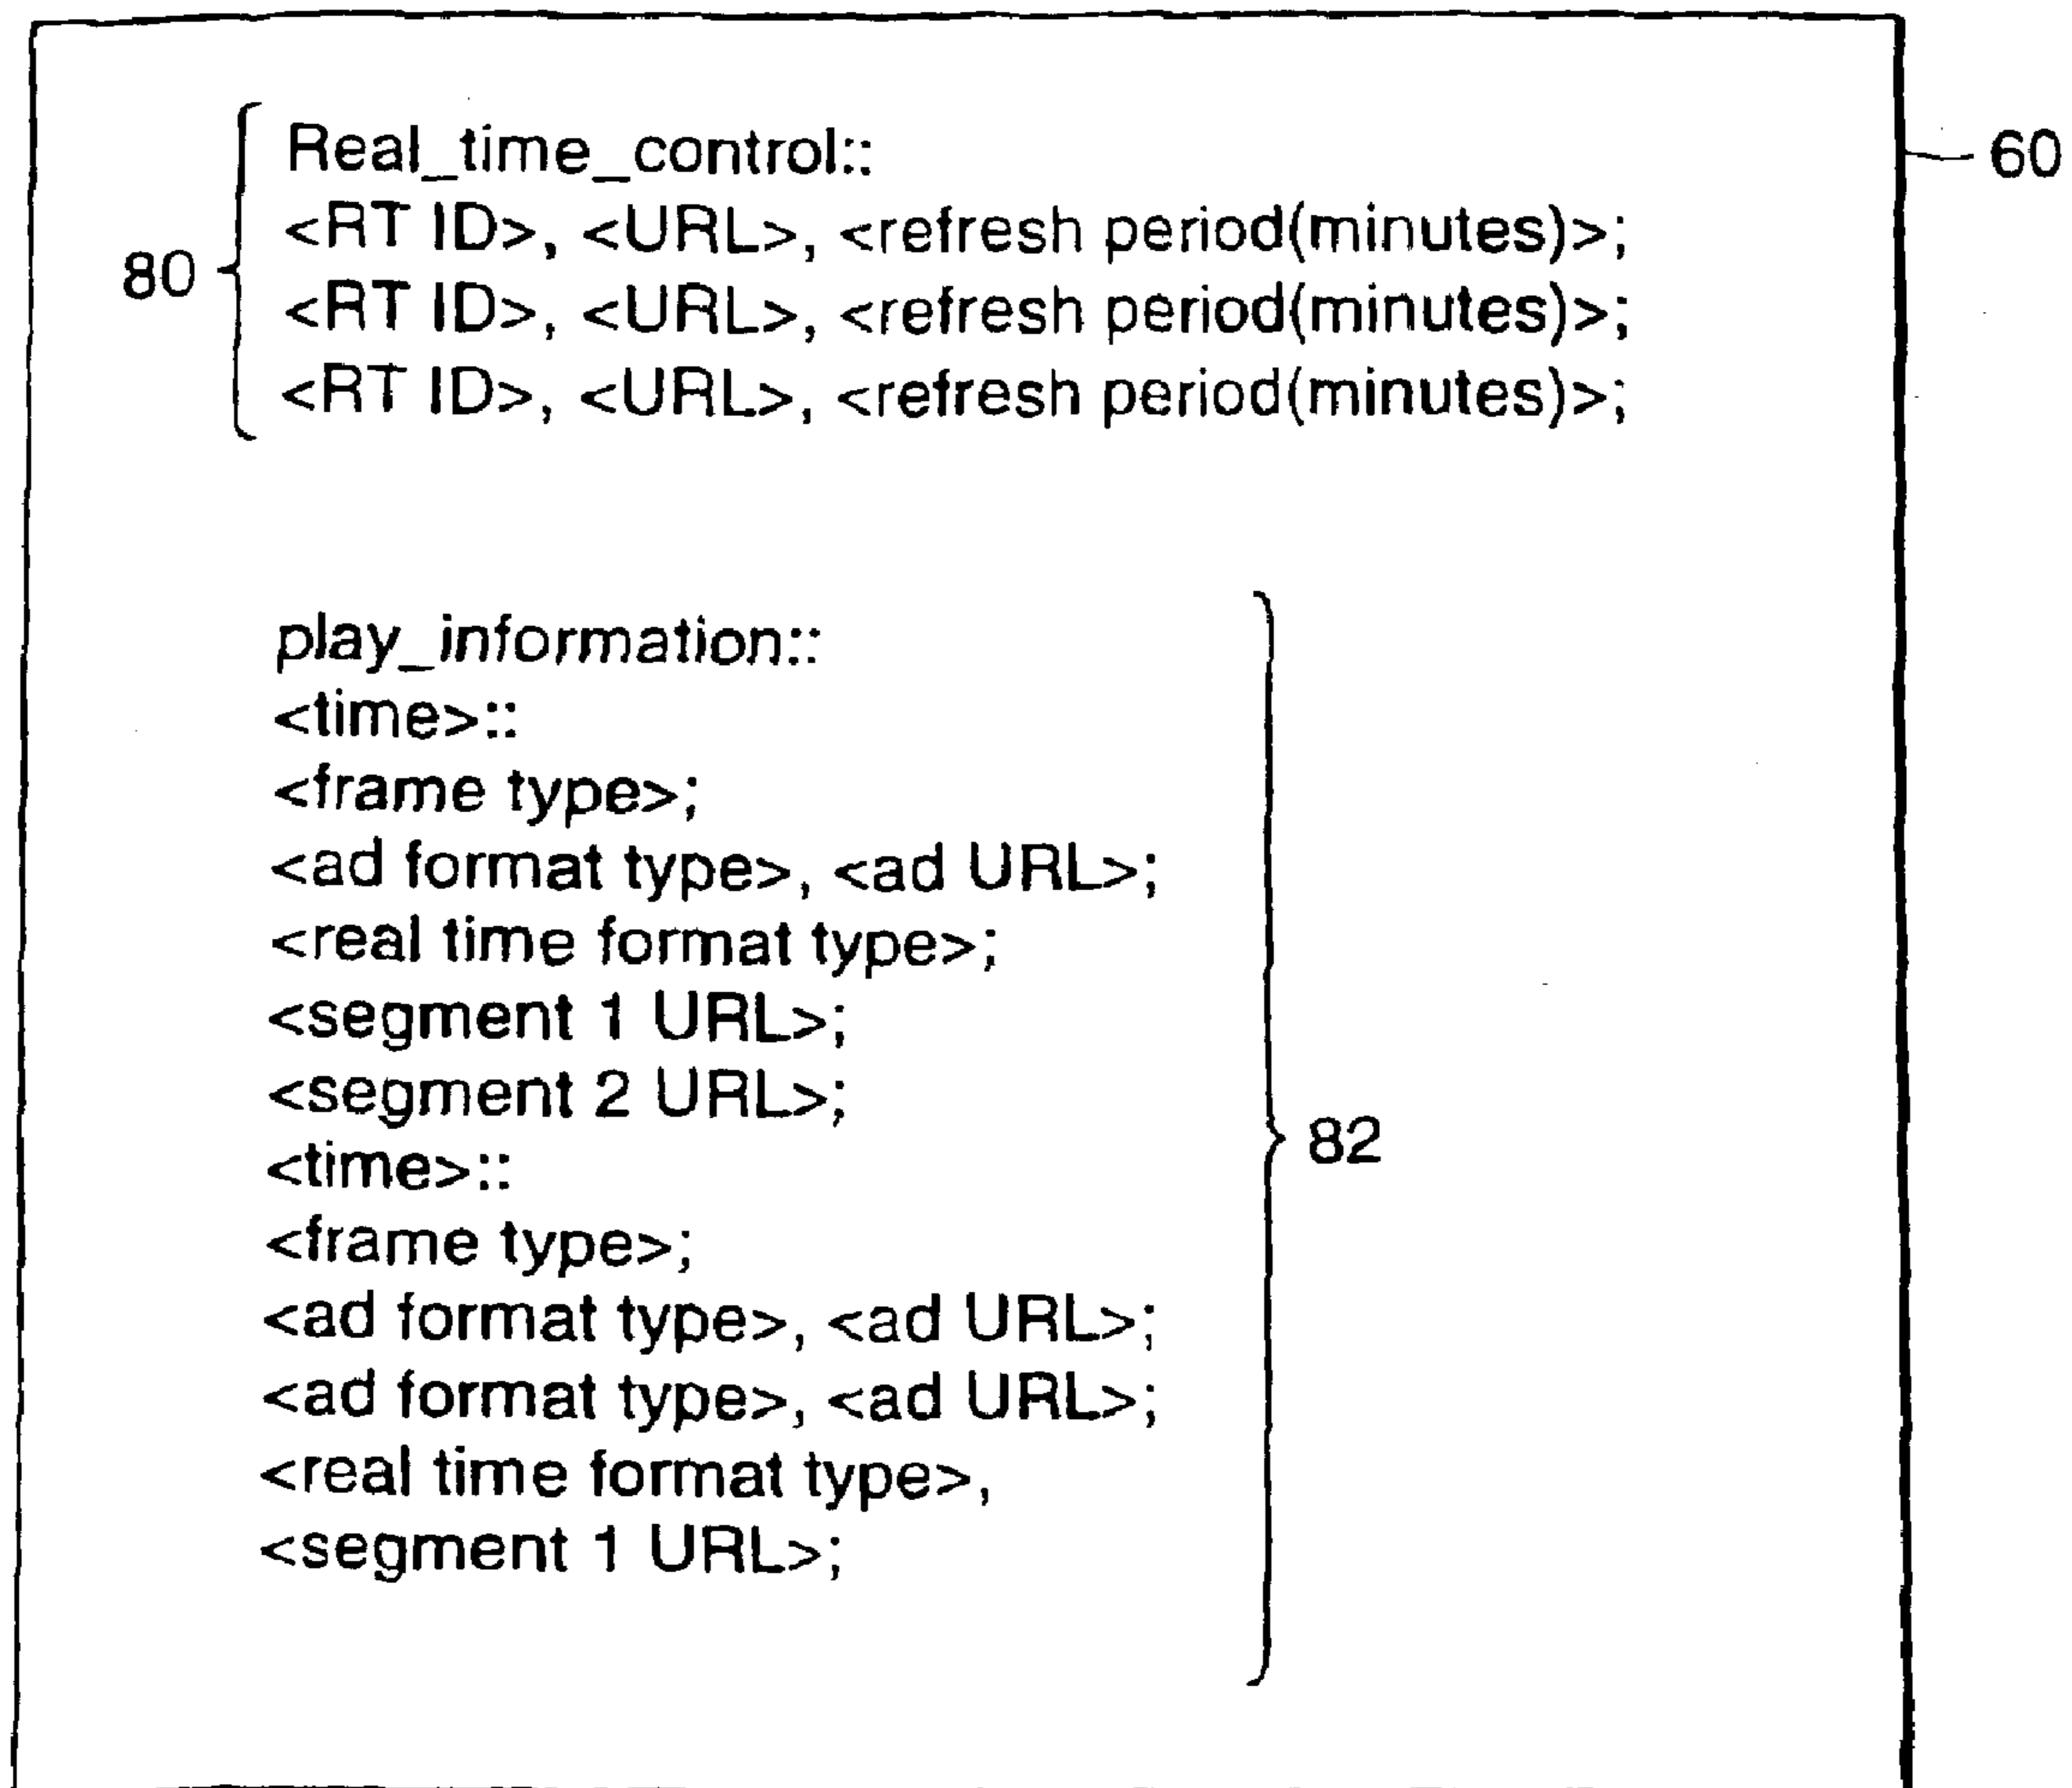 Real_time_control::
60
<RT ID>, <URL>, <refresh period(minutes)>;
80
<RT ID>, <URL>, <refresh period(minutes)>;
<RT ID>, <URL>, <refresh period(minutes)>;
play_information::
<time>::
<frame type>;
<ad format type>, <ad URL>;
<real time format type>;
<segment 1 URL>;
<segment 2 URL>;
82
<time>::
<frame type>;
<ad format type>, <ad URL>;
<ad format type>, <ad URL>;
<real time format type>,
<segment 1 URL>;